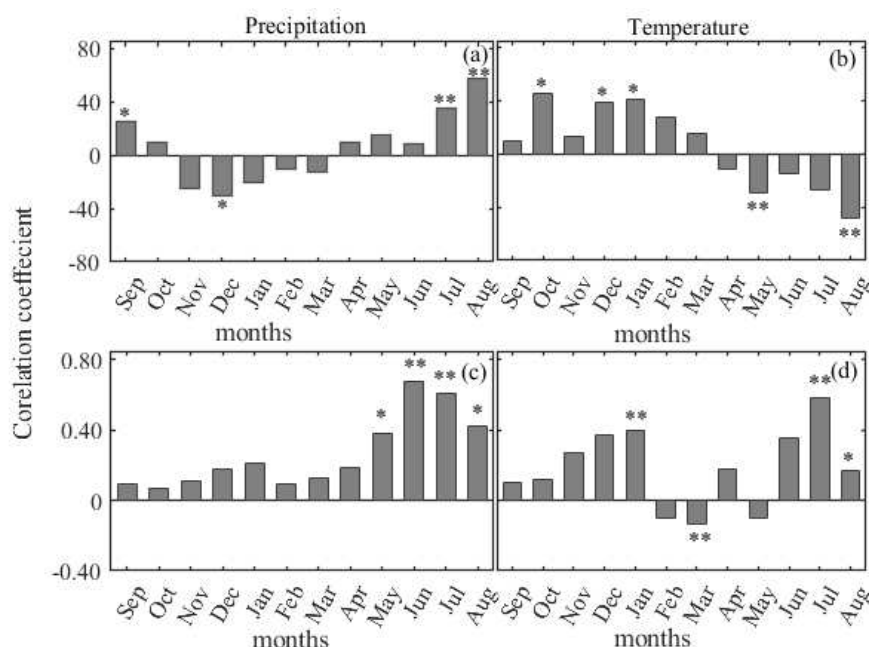 Precipitation Temperature
80 (a) (b)
40 * ** ** * * *
0
-40 * ** **
-80
Sep Oct Nov Dec Jan Feb Mar Apr May Jun Jul Aug Sep Oct Nov Dec Jan Feb Mar Apr May Jun Jul Aug
months months
Corelation coeffecient
0.80 (c) (d)
** ** * * ** ** *
0.40
0
**
-0.40
Sep Oct Nov Dec Jan Feb Mar Apr May Jun Jul Aug Sep Oct Nov Dec Jan Feb Mar Apr May Jun Jul Aug
months months